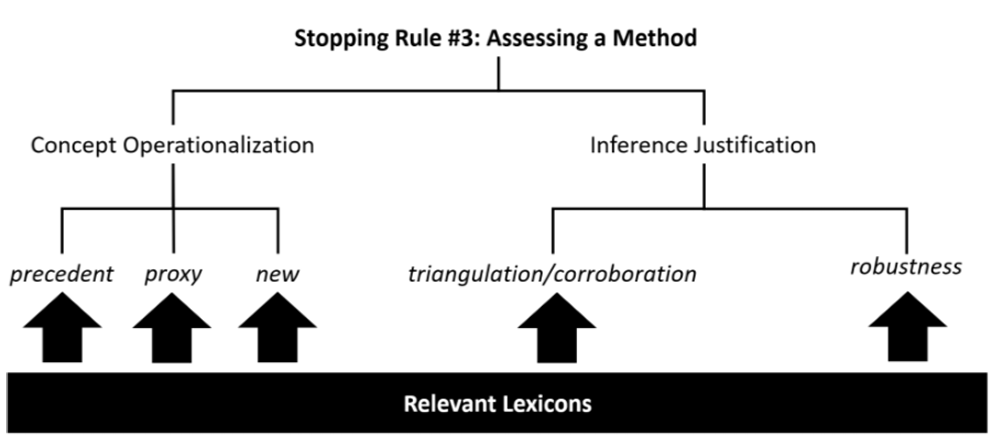 Stopping Rule #3: Assessing a Method
Concept Operationalization
Inference Justification
precedent
proxy
new
triangulation/corroboration
robustness
Relevant Lexicons